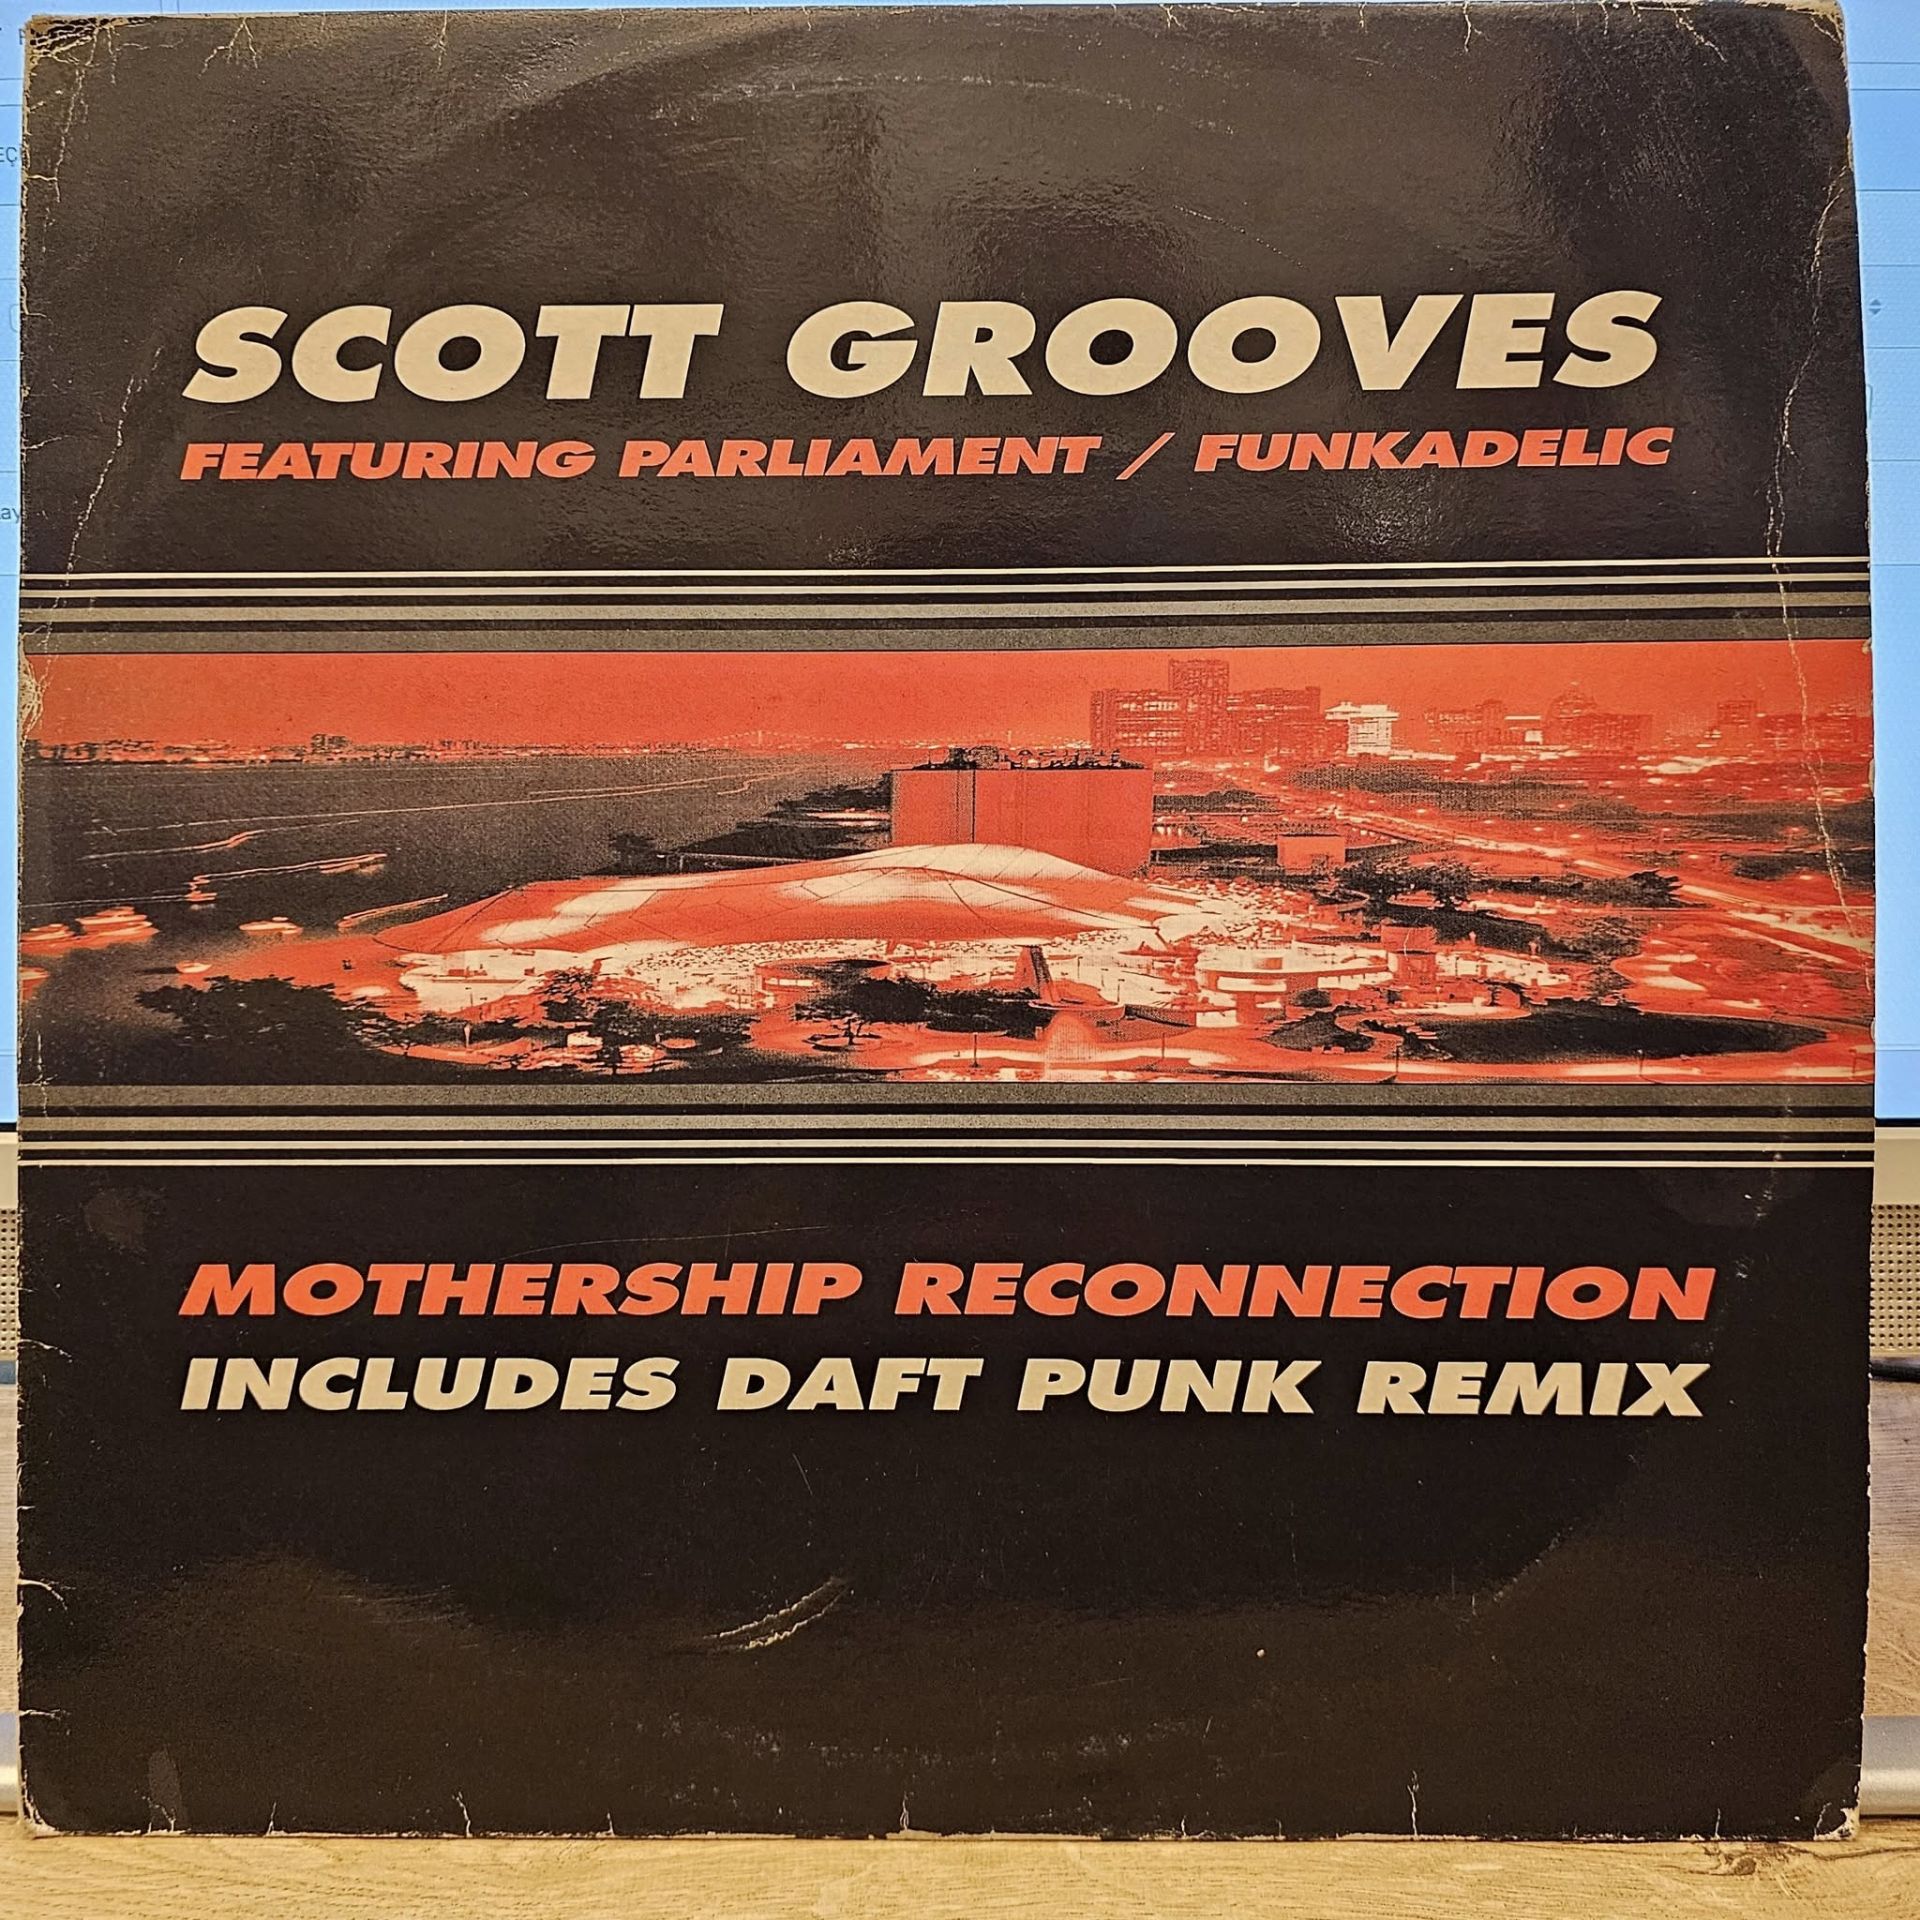 SCOTT GROOVES
FEATURING PARLIAMENT / FUNKADELIC
MOTHERSHIP RECONNECTION
INCLUDES DAFT PUNK REMIX